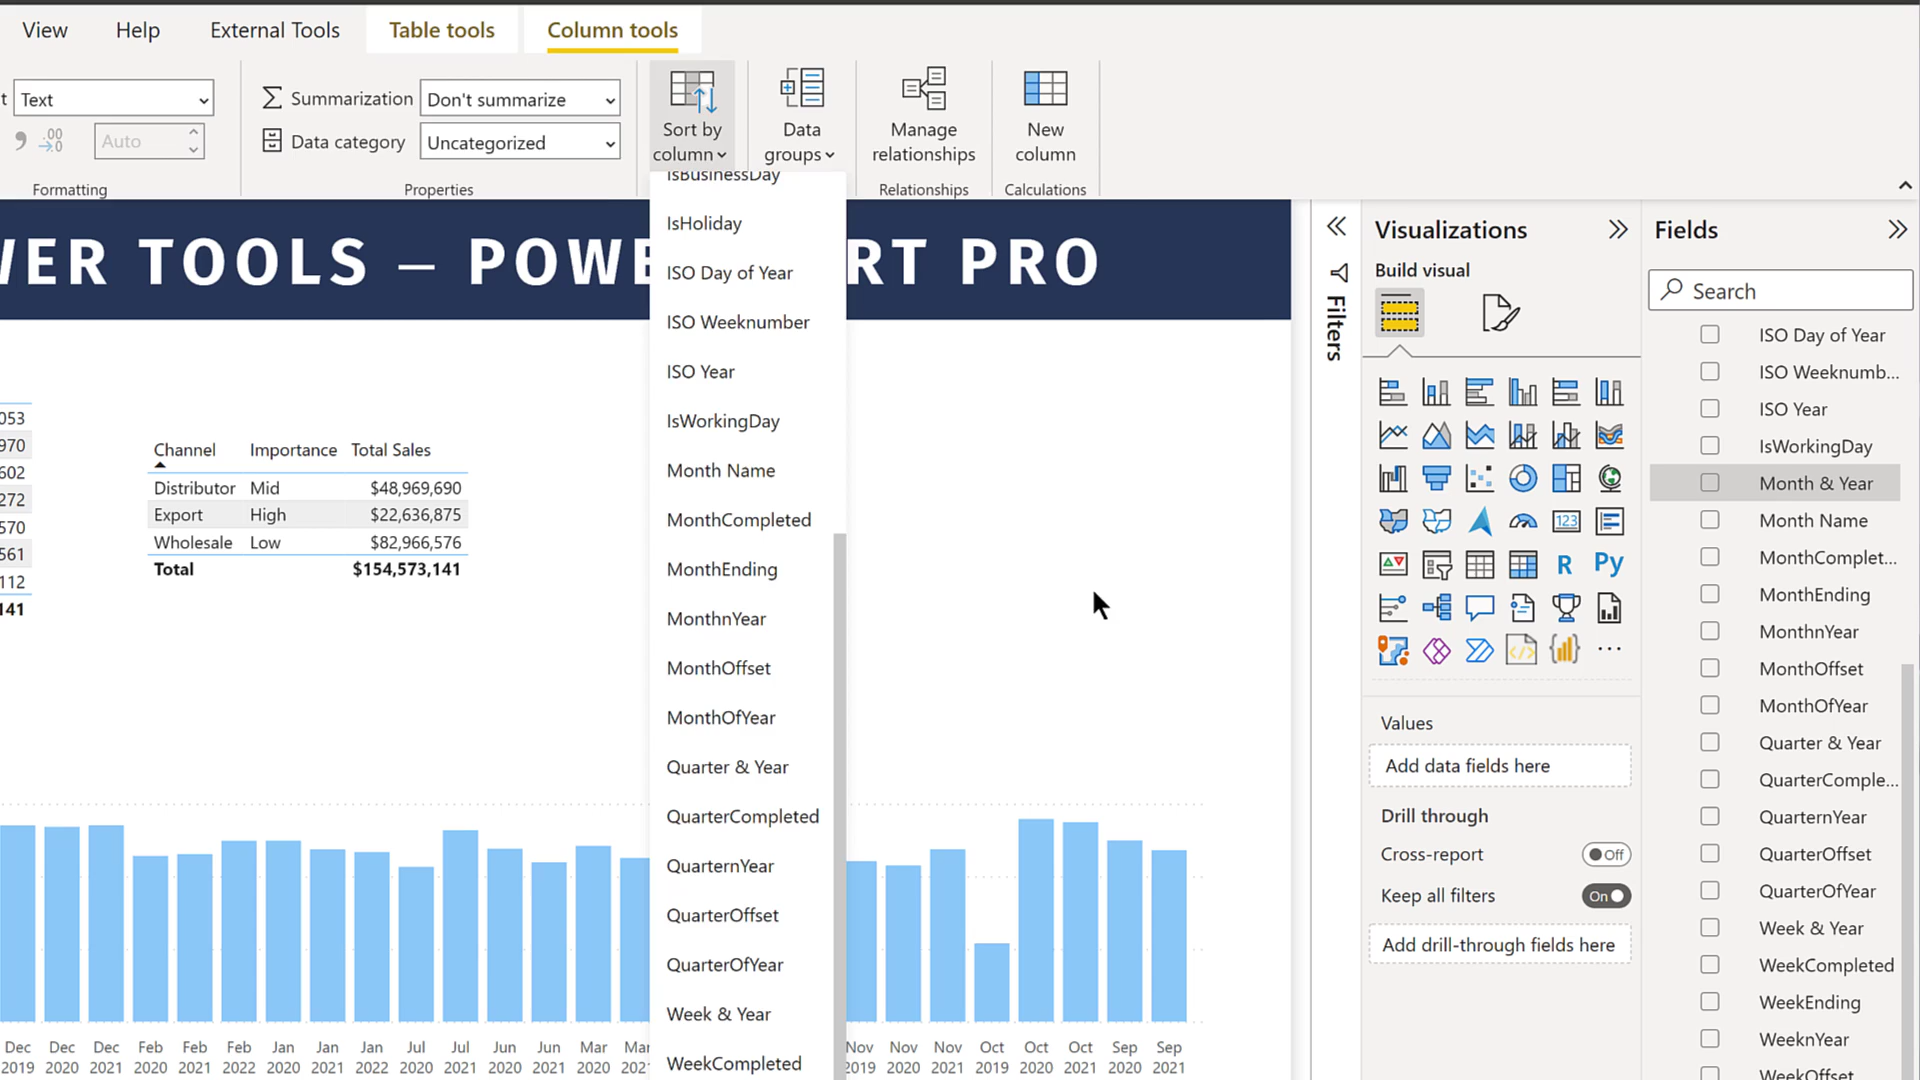 View Help External Tools Table tools Column tools
t Text
Summarization Don't summarize
Auto
Data category Uncategorized
Sort by column
Data groups
Manage relationships
New column
Formatting Properties Relationships Calculations
IsBusinessDay
IsHoliday
ISO Day of Year
ISO Weeknumber
ISO Year
IsWorkingDay
Month Name
MonthCompleted
MonthEnding
MonthnYear
MonthOffset
MonthOfYear
Quarter & Year
QuarterCompleted
QuarternYear
QuarterOffset
QuarterOfYear
Week & Year
WeekCompleted
WER TOOLS – POWE RT PRO
053
970
602
272
570
561
112
141
Channel Importance Total Sales
Distributor Mid $48,969,690
Export High $22,636,875
Wholesale Low $82,966,576
Total $154,573,141
Dec 2019
Dec 2020
Dec 2021
Feb 2020
Feb 2021
Feb 2022
Jan 2020
Jan 2021
Jan 2022
Jul 2020
Jul 2021
Jun 2020
Jun 2021
Mar 2020
Mar 2021
Nov 2019
Nov 2020
Nov 2021
Oct 2019
Oct 2020
Oct 2021
Sep 2020
Sep 2021
Filters
Visualizations
Build visual
123
R
Py
Values
Add data fields here
Drill through
Cross-report Off
Keep all filters On
Add drill-through fields here
Fields
Search
ISO Day of Year
ISO Weeknumb...
ISO Year
IsWorkingDay
Month & Year
Month Name
MonthComplet...
MonthEnding
MonthnYear
MonthOffset
MonthOfYear
Quarter & Year
QuarterComple...
QuarternYear
QuarterOffset
QuarterOfYear
Week & Year
WeekCompleted
WeekEnding
WeeknYear
WeekOffset